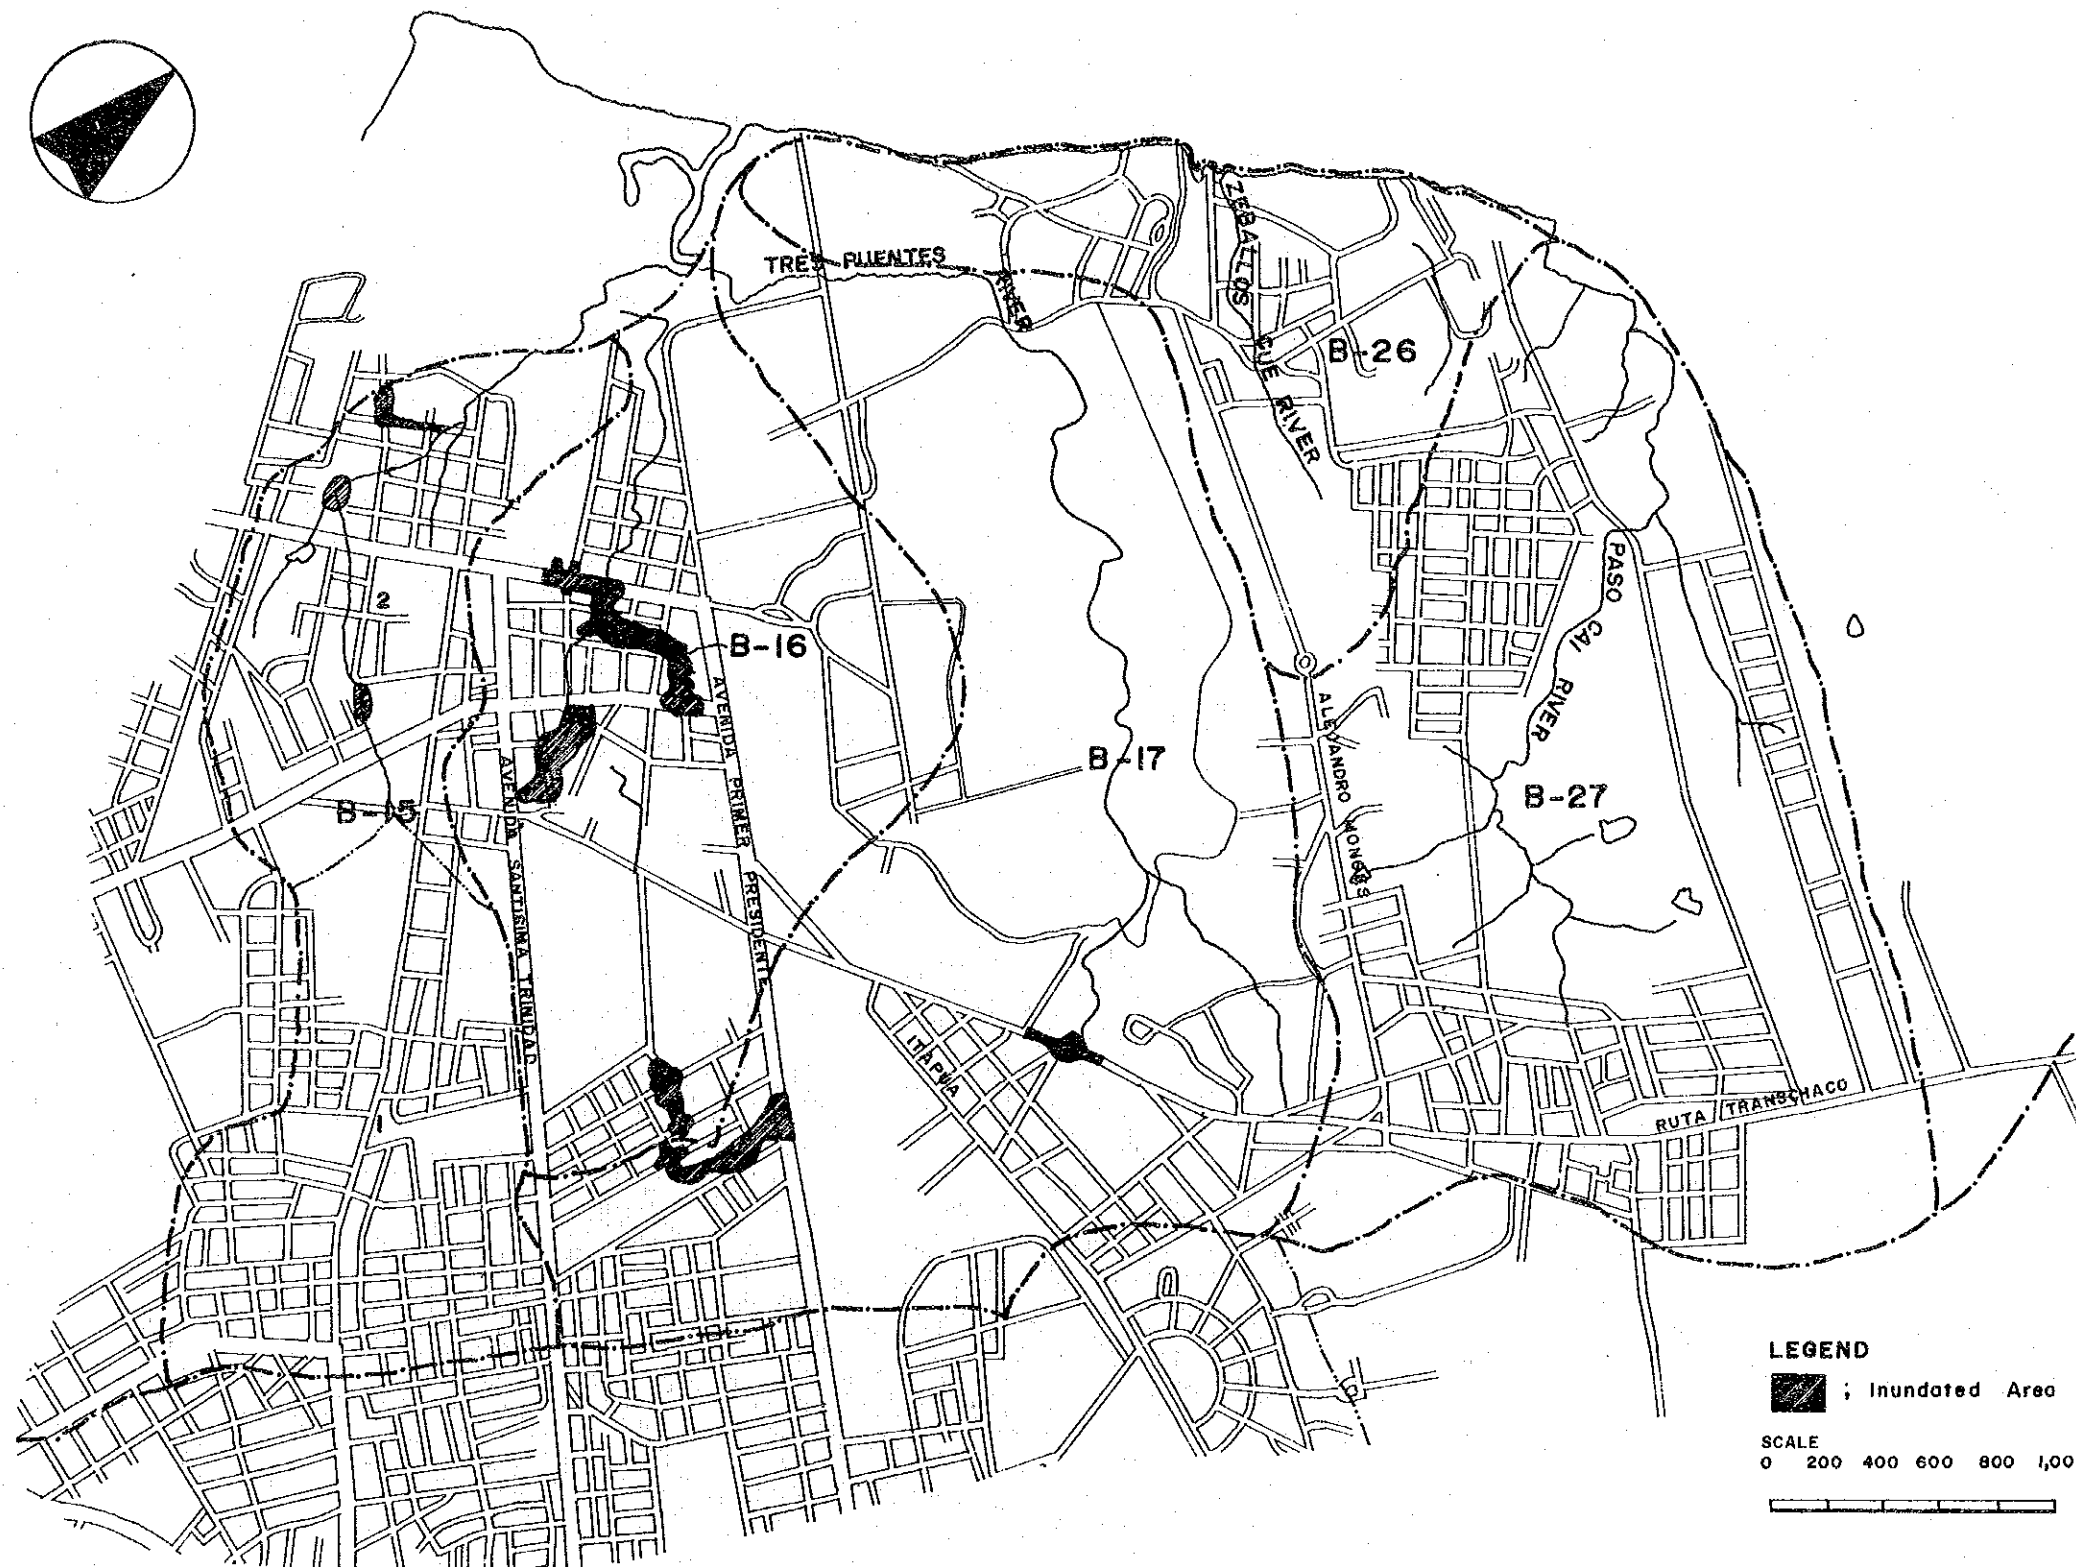 TRES PUENTES RIVER
ZEBALLOS CUE RIVER
B-26
PASO CAI RIVER
2
B-16
B-17
B-27
B-15
AVENIDA PRIMER PRESIDENTE
AVENIDA SANTISIMA TRINIDAD
ALEJANDRO MONGES
ITAPUA
RUTA TRANSCHACO
LEGEND
; Inundated Area
SCALE
0 200 400 600 800 1,00